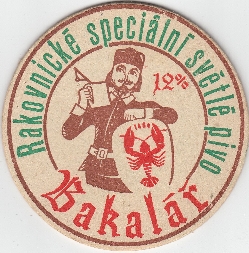 Rakovnické speciální světlé pivo
12%
Bakalář